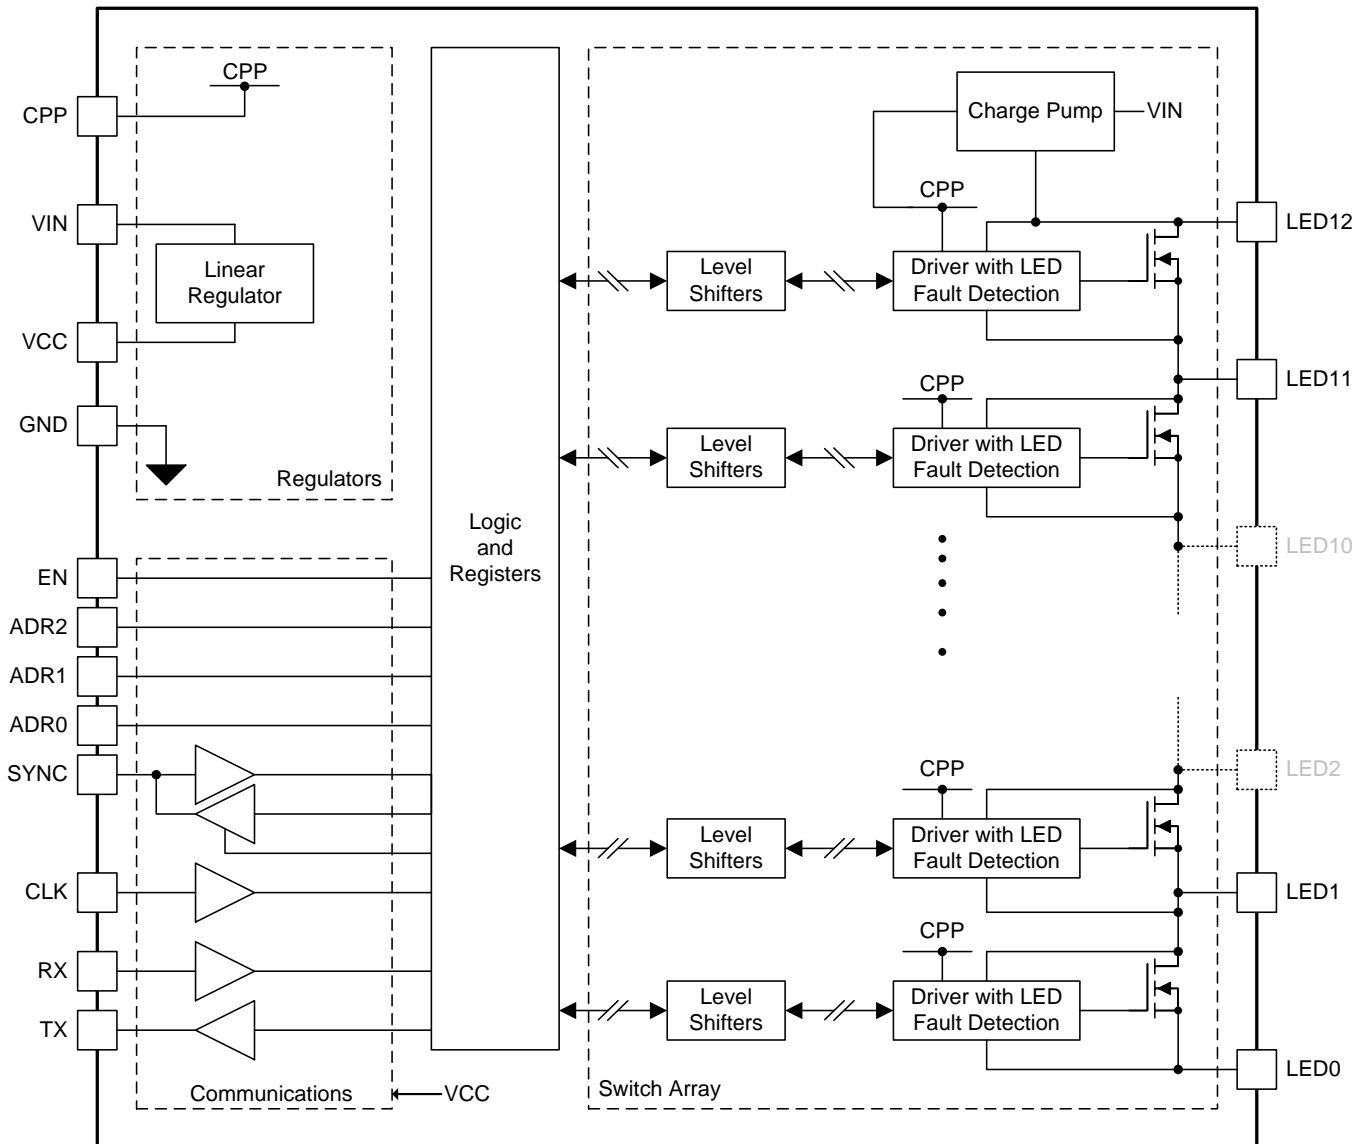 CPP
VIN
VCC
GND
EN
ADR2
ADR1
ADR0
SYNC
CLK
RX
TX
CPP
Linear
Regulator
Regulators
Communications
VCC
Logic
and
Registers
Charge Pump
VIN
CPP
Level
Shifters
Driver with LED
Fault Detection
CPP
Level
Shifters
Driver with LED
Fault Detection
CPP
Level
Shifters
Driver with LED
Fault Detection
CPP
Level
Shifters
Driver with LED
Fault Detection
Switch Array
LED12
LED11
LED10
LED2
LED1
LED0